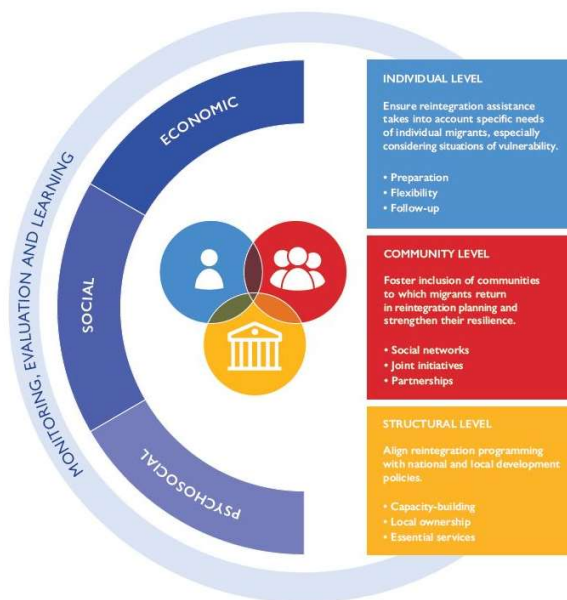 MONITORING, EVALUATION AND LEARNING
ECONOMIC
SOCIAL
PSYCHOSOCIAL
INDIVIDUAL LEVEL
Ensure reintegration assistance
takes into account specific needs
of individual migrants, especially
considering situations of vulnerability.
• Preparation
• Flexibility
• Follow-up
COMMUNITY LEVEL
Foster inclusion of communities
to which migrants return
in reintegration planning and
strengthen their resilience.
• Social networks
• Joint initiatives
• Partnerships
STRUCTURAL LEVEL
Align reintegration programming
with national and local development
policies.
• Capacity-building
• Local ownership
• Essential services